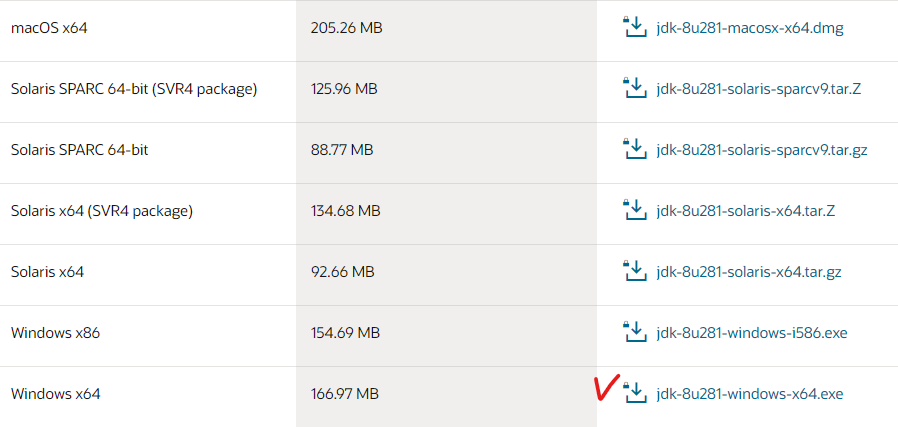 macOS x64 205.26 MB jdk-8u281-macosx-x64.dmg
Solaris SPARC 64-bit (SVR4 package) 125.96 MB jdk-8u281-solaris-sparcv9.tar.Z
Solaris SPARC 64-bit 88.77 MB jdk-8u281-solaris-sparcv9.tar.gz
Solaris x64 (SVR4 package) 134.68 MB jdk-8u281-solaris-x64.tar.Z
Solaris x64 92.66 MB jdk-8u281-solaris-x64.tar.gz
Windows x86 154.69 MB jdk-8u281-windows-i586.exe
Windows x64 166.97 MB jdk-8u281-windows-x64.exe